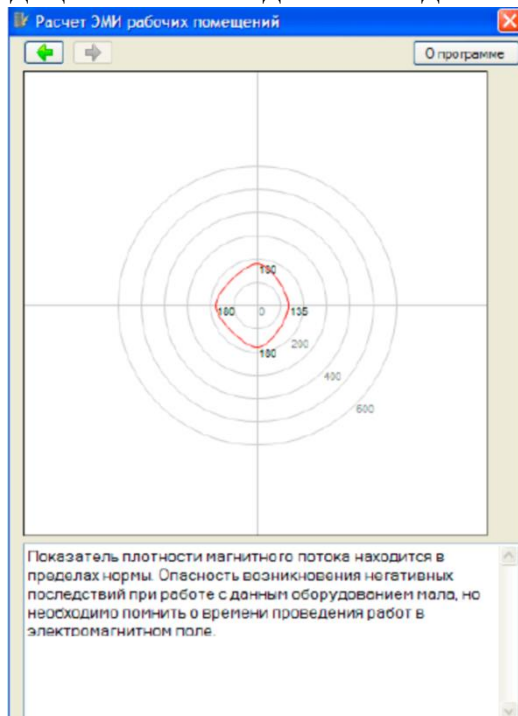 Расчет ЭМИ рабочих помещений
О программе
180
180
0
135
180
200
400
600
Показатель плотности магнитного потока находится в
пределах нормы. Опасность возникновения негативных
последствий при работе с данным оборудованием мала, но
необходимо помнить о времени проведения работ в
электромагнитном поле.